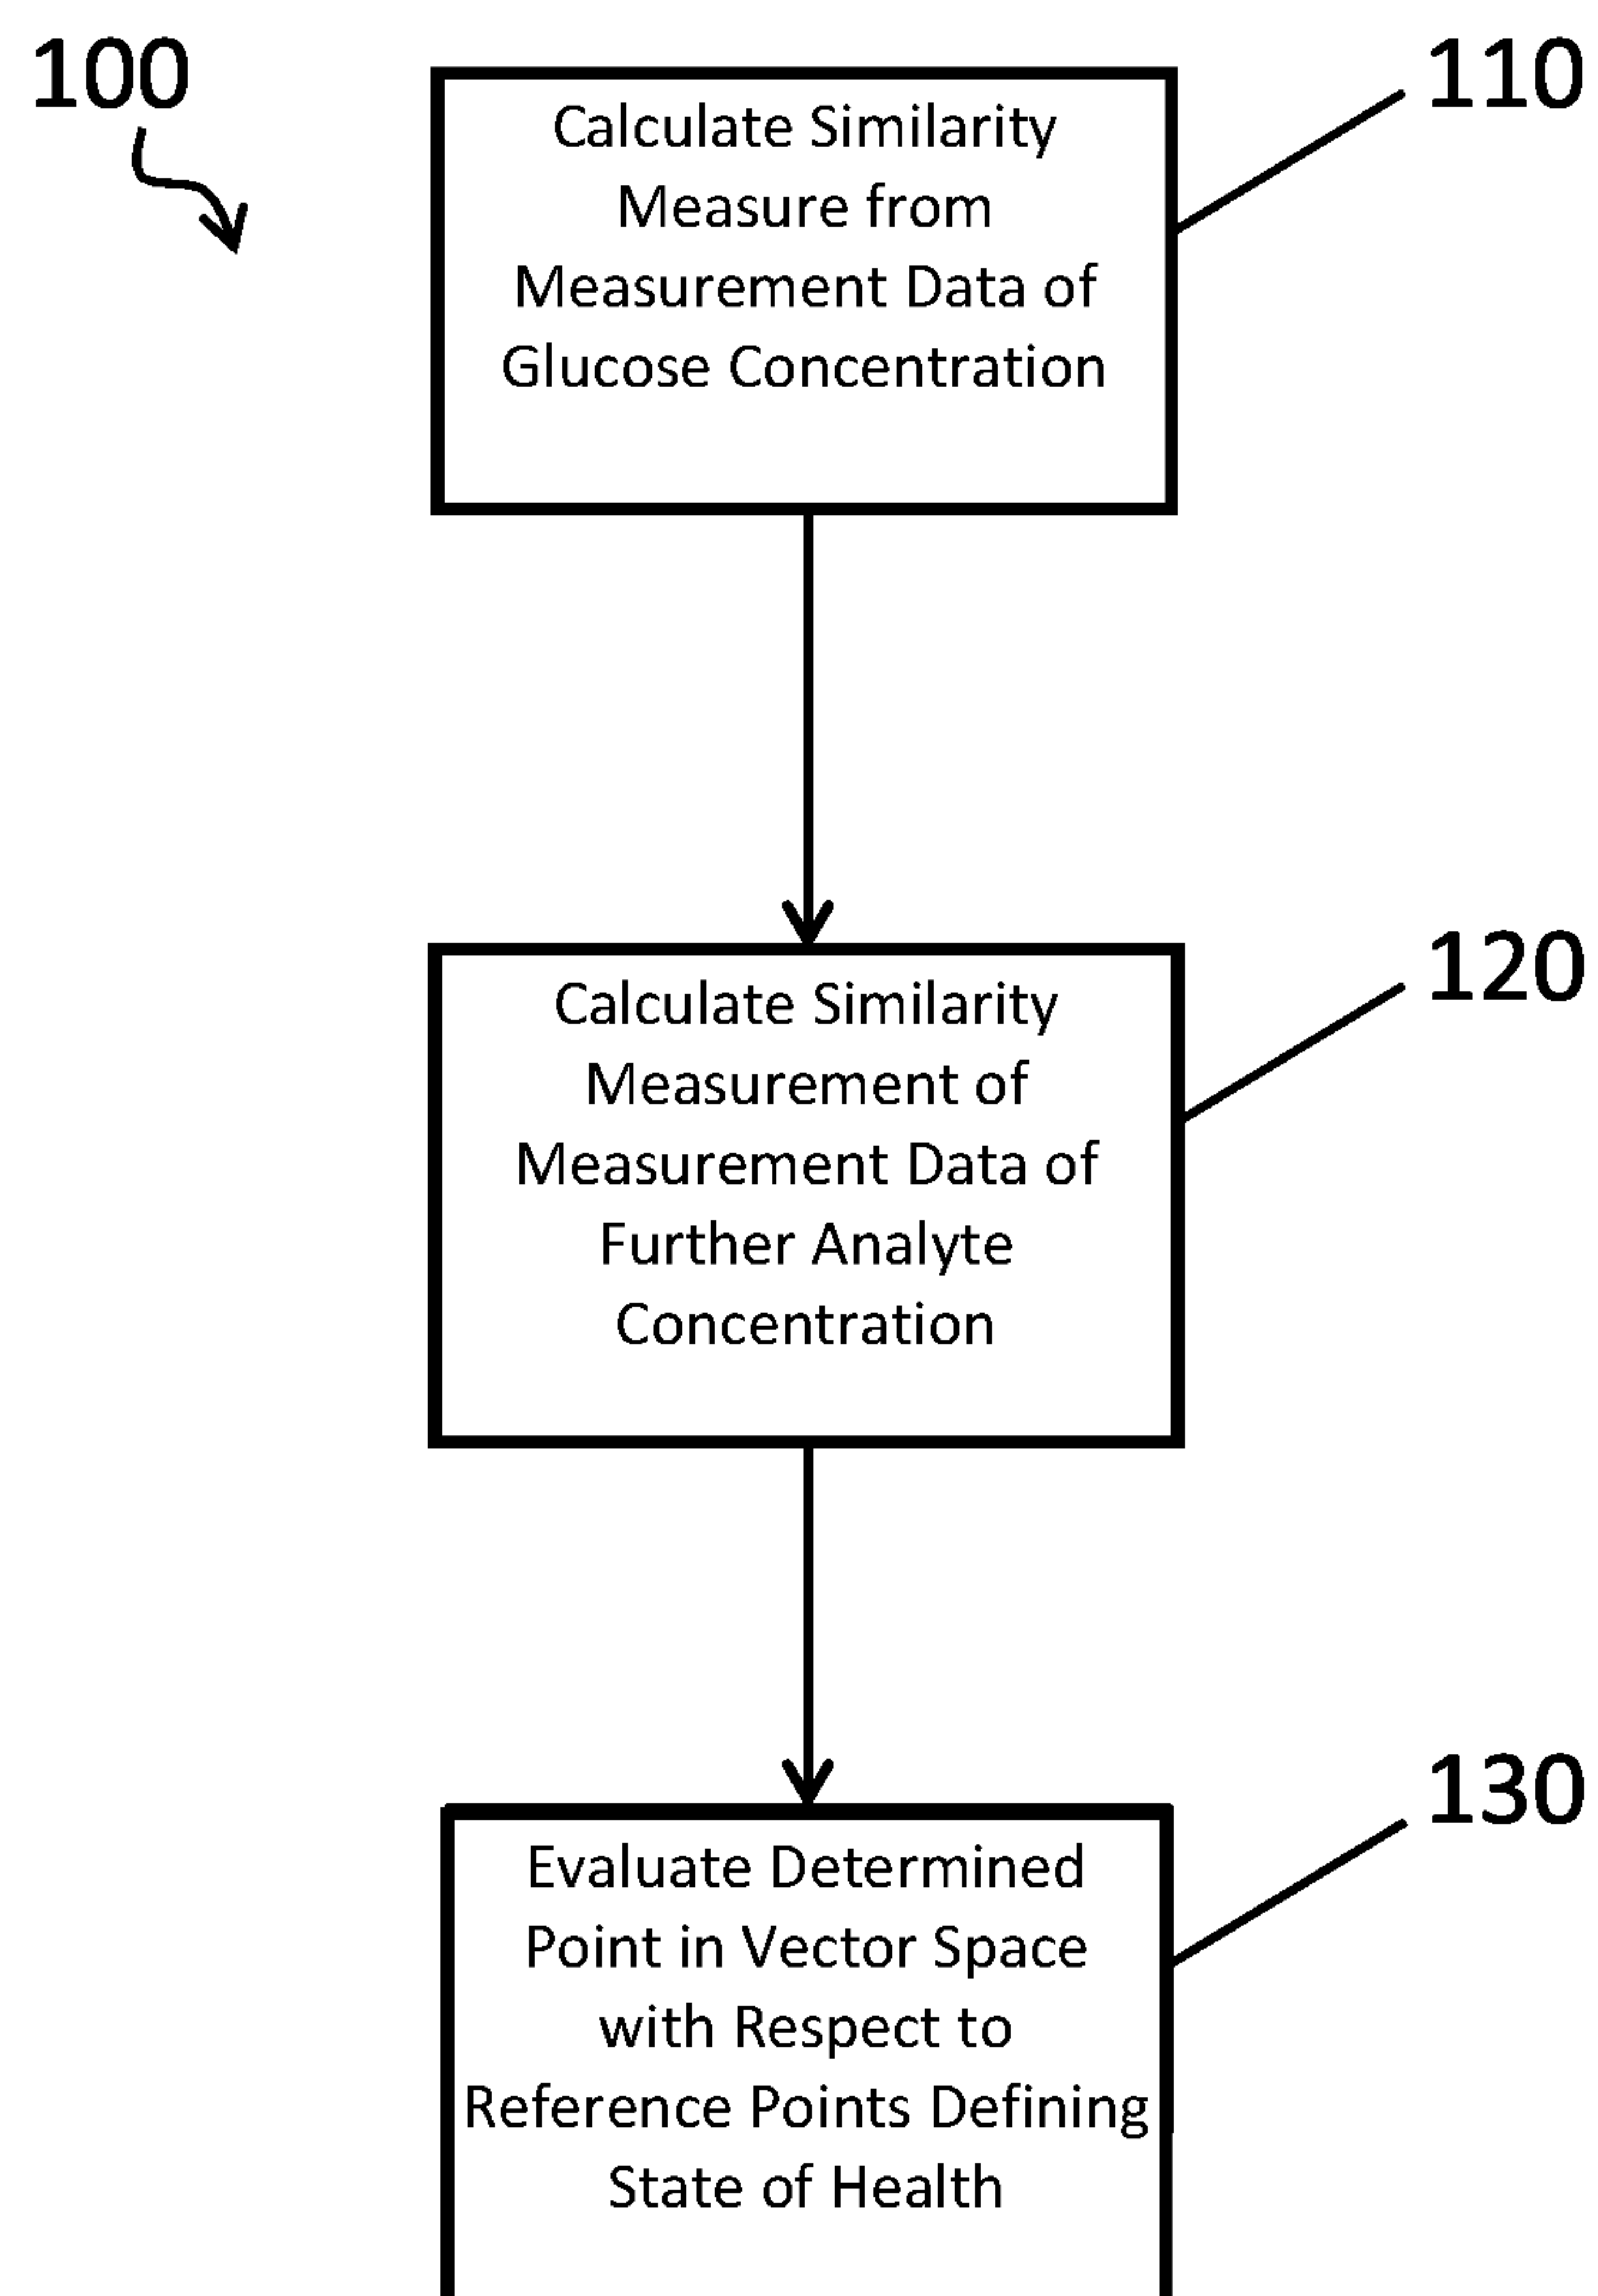 100
110
Calculate Similarity
Measure from
Measurement Data of
Glucose Concentration
120
Calculate Similarity
Measurement of
Measurement Data of
Further Analyte
Concentration
130
Evaluate Determined
Point in Vector Space
with Respect to
Reference Points Defining
State of Health